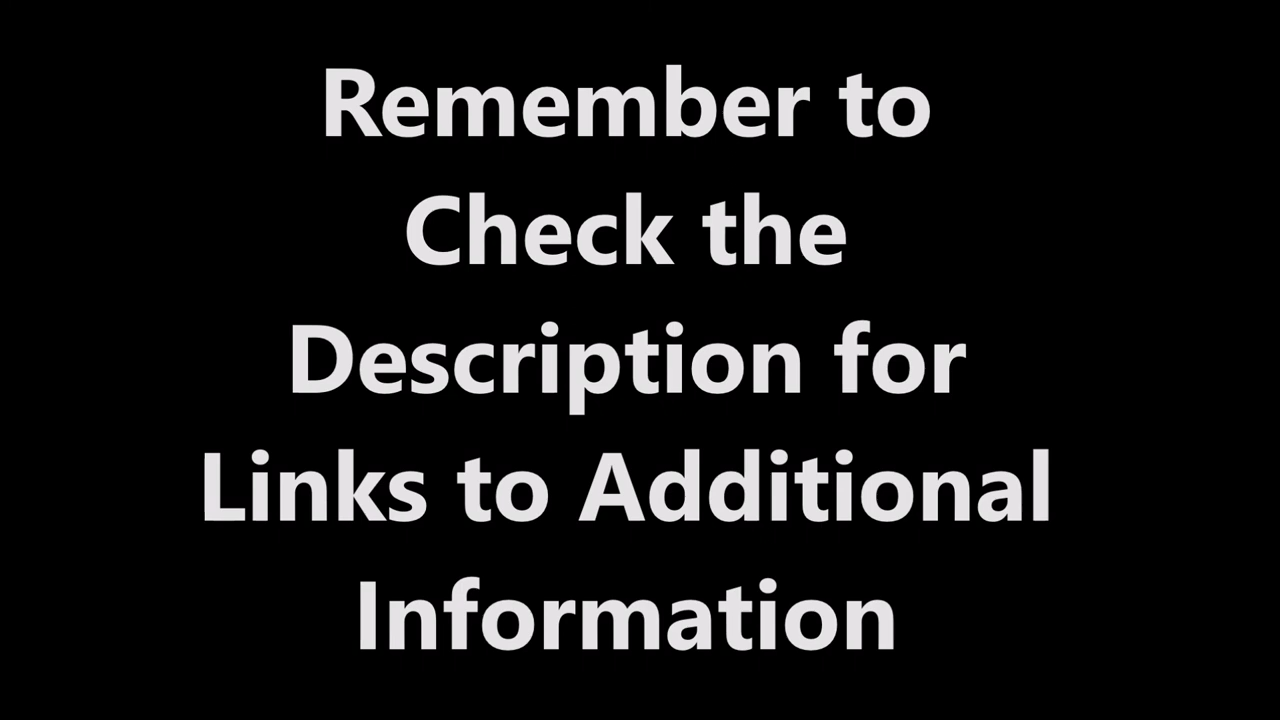 Remember to
Check the
Description for
Links to Additional
Information